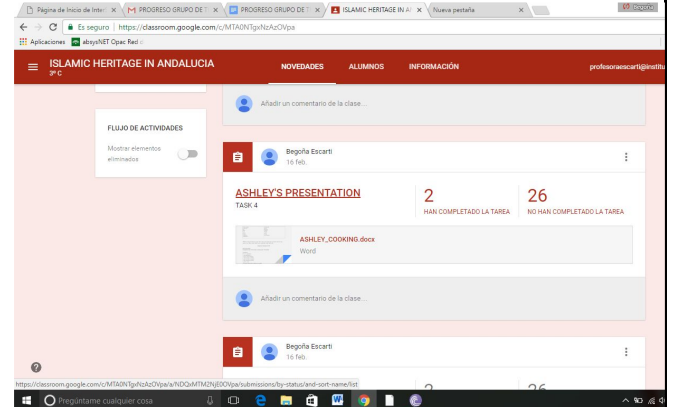 Página de Inicio de Inter
PROGRESO GRUPO DE T
PROGRESO GRUPO DE T
ISLAMIC HERITAGE IN A
Nueva pestaña
Begoña
Es seguro | https://classroom.google.com/c/MTA0NTgxNzAzOVpa
Aplicaciones
absysNET Opac Red ::
ISLAMIC HERITAGE IN ANDALUCIA
3º C
NOVEDADES
ALUMNOS
INFORMACIÓN
profesoraescarti@institu
Añadir un comentario de la clase...
FLUJO DE ACTIVIDADES
Mostrar elementos
eliminados
Begoña Escarti
16 feb.
ASHLEY'S PRESENTATION
TASK 4
2
HAN COMPLETADO LA TAREA
26
NO HAN COMPLETADO LA TAREA
ASHLEY_COOKING.docx
Word
Añadir un comentario de la clase...
Begoña Escarti
16 feb.
2
26
https://classroom.google.com/c/MTA0NTgxNzAzOVpa/a/NDQxMTM2NjE0OVpa/submissions/by-status/and-sort-name/list
Pregúntame cualquier cosa